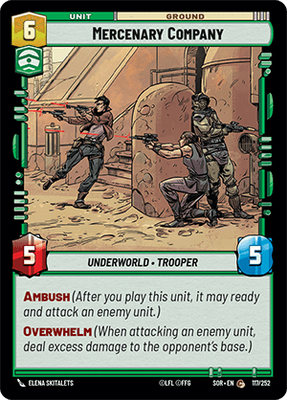 UNIT GROUND
6
MERCENARY COMPANY
5
5
UNDERWORLD • TROOPER
AMBUSH (After you play this unit, it may ready
and attack an enemy unit.)
OVERWHELM (When attacking an enemy unit,
deal excess damage to the opponent's base.)
ELENA SKITALETS ©LFL ©FFG SOR • EN C 117/252